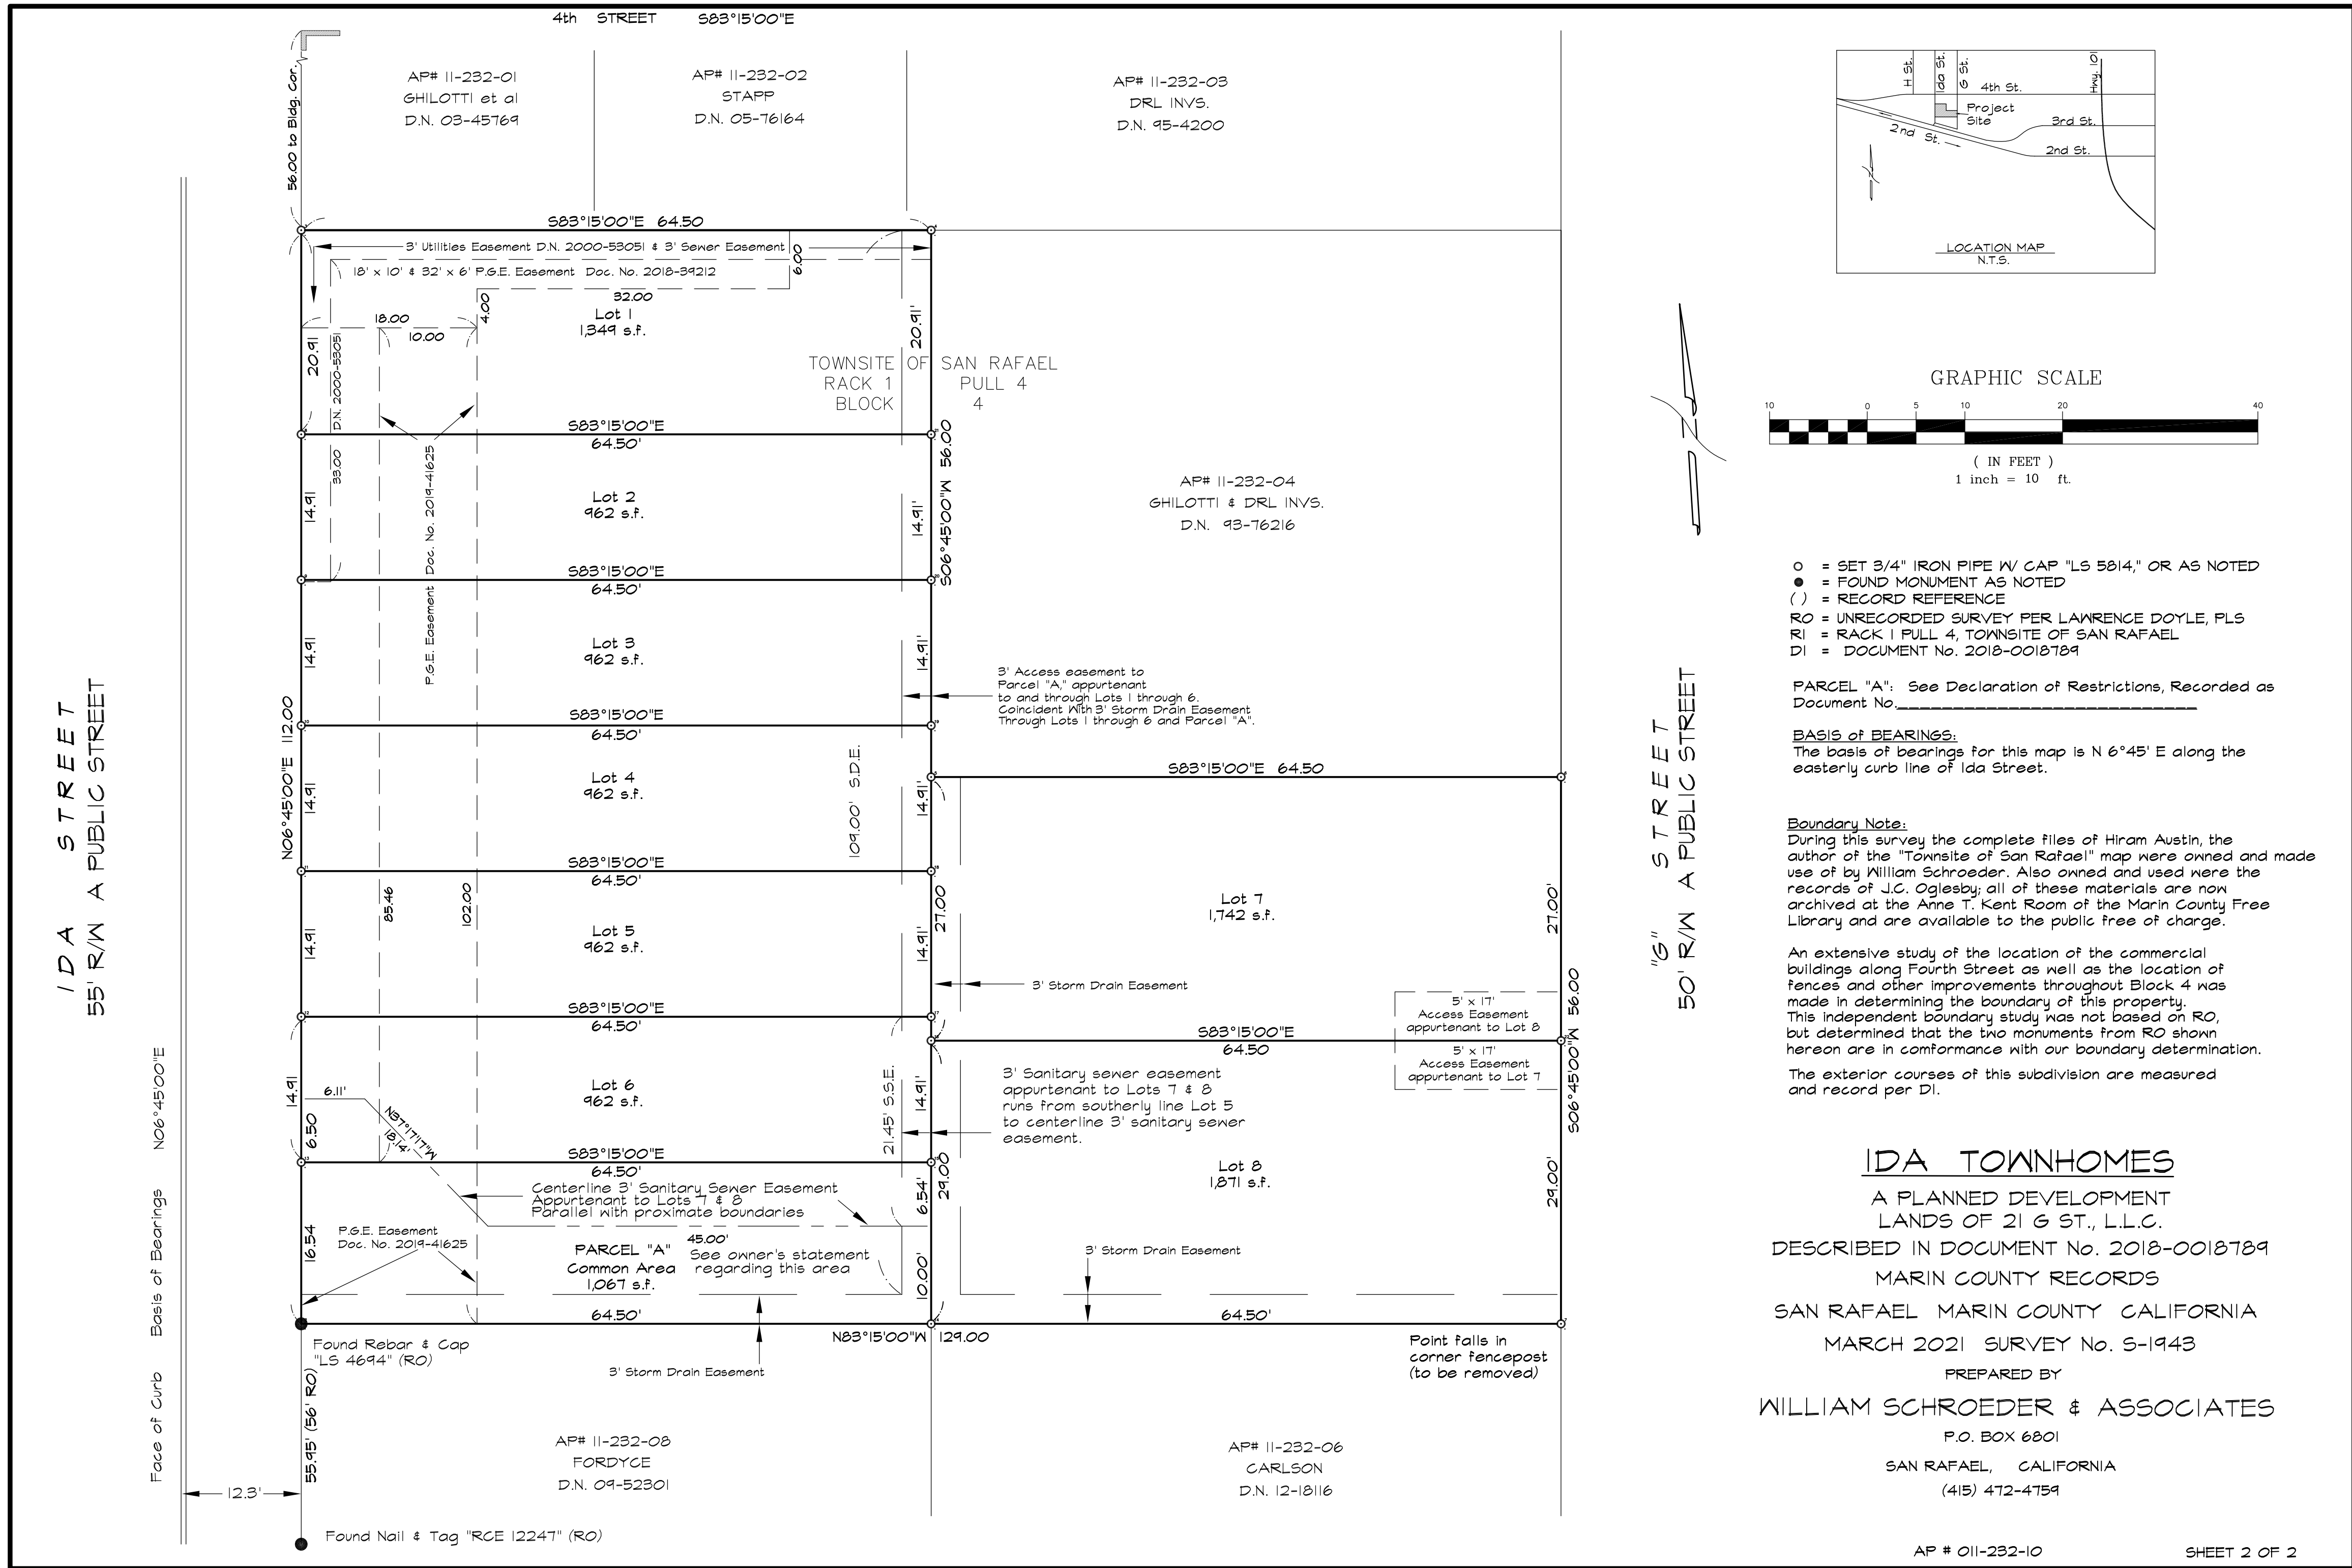 4th STREET S83°15'00"E
56.00 to Bldg. Cor.
AP# 11-232-01
GHILOTTI et al
D.N. 03-45769
AP# 11-232-02
STAPP
D.N. 05-76164
AP# 11-232-03
DRL INVS.
D.N. 95-4200
S83°15'00"E 64.50
3' Utilities Easement D.N. 2000-53051 & 3' Sewer Easement
6.00
18' x 10' & 32' x 6' P.G.E. Easement Doc. No. 2018-39212
32.00
4.00
18.00
10.00
Lot 1
1,349 s.f.
20.91
20.91'
D.N. 2000-53051
33.00
TOWNSITE OF SAN RAFAEL
RACK 1 PULL 4
BLOCK 4
S83°15'00"E
64.50'
S06°45'00"W 56.00
P.G.E. Easement Doc. No. 2019-41625
Lot 2
962 s.f.
14.91
14.91'
S83°15'00"E
64.50'
AP# 11-232-04
GHILOTTI & DRL INVS.
D.N. 93-76216
Lot 3
962 s.f.
14.91
14.91'
3' Access easement to
Parcel "A," appurtenant
to and through Lots 1 through 6.
Coincident With 3' Storm Drain Easement
Through Lots 1 through 6 and Parcel "A".
N06°45'00"E 112.00
S83°15'00"E
64.50'
109.00' S.D.E.
Lot 4
962 s.f.
14.91
14.91'
S83°15'00"E 64.50
S83°15'00"E
64.50'
85.46
102.00
27.00
Lot 5
962 s.f.
14.91
14.91'
Lot 7
1,742 s.f.
27.00'
3' Storm Drain Easement
S83°15'00"E
64.50'
5' x 17'
Access Easement
appurtenant to Lot 8
S83°15'00"E
64.50
5' x 17'
Access Easement
appurtenant to Lot 7
S06°45'00"W 56.00
Lot 6
962 s.f.
14.91
14.91'
6.11'
6.50
N37°17'17"W
18.14'
21.45' S.S.E.
3' Sanitary sewer easement
appurtenant to Lots 7 & 8
runs from southerly line Lot 5
to centerline 3' sanitary sewer
easement.
S83°15'00"E
64.50'
29.00
Lot 8
1,871 s.f.
29.00'
Centerline 3' Sanitary Sewer Easement
Appurtenant to Lots 7 & 8
Parallel with proximate boundaries
6.54'
16.54
P.G.E. Easement
Doc. No. 2019-41625
45.00'
PARCEL "A"
Common Area
1,067 s.f.
See owner's statement
regarding this area
10.00'
3' Storm Drain Easement
64.50'
64.50'
N83°15'00"W 129.00
Found Rebar & Cap
"LS 4694" (RO)
3' Storm Drain Easement
Point falls in
corner fencepost
(to be removed)
55.95' (56' RO)
AP# 11-232-08
FORDYCE
D.N. 09-52301
AP# 11-232-06
CARLSON
D.N. 12-18116
12.3'
Found Nail & Tag "RCE 12247" (RO)
IDA STREET
55' R/W A PUBLIC STREET
Face of Curb Basis of Bearings N06°45'00"E
"G" STREET
50' R/W A PUBLIC STREET
H St.
Ida St.
G St.
Hwy. 101
4th St.
Project
Site
3rd St.
2nd St.
2nd St.
LOCATION MAP
N.T.S.
GRAPHIC SCALE
10 0 5 10 20 40
( IN FEET )
1 inch = 10 ft.
○ = SET 3/4" IRON PIPE W/ CAP "LS 5814," OR AS NOTED
● = FOUND MONUMENT AS NOTED
( ) = RECORD REFERENCE
RO = UNRECORDED SURVEY PER LAWRENCE DOYLE, PLS
R1 = RACK 1 PULL 4, TOWNSITE OF SAN RAFAEL
D1 = DOCUMENT No. 2018-0018789
PARCEL "A": See Declaration of Restrictions, Recorded as
Document No.__________________________
BASIS of BEARINGS:
The basis of bearings for this map is N 6°45' E along the
easterly curb line of Ida Street.
Boundary Note:
During this survey the complete files of Hiram Austin, the
author of the "Townsite of San Rafael" map were owned and made
use of by William Schroeder. Also owned and used were the
records of J.C. Oglesby; all of these materials are now
archived at the Anne T. Kent Room of the Marin County Free
Library and are available to the public free of charge.
An extensive study of the location of the commercial
buildings along Fourth Street as well as the location of
fences and other improvements throughout Block 4 was
made in determining the boundary of this property.
This independent boundary study was not based on RO,
but determined that the two monuments from RO shown
hereon are in comformance with our boundary determination.
The exterior courses of this subdivision are measured
and record per D1.
IDA TOWNHOMES
A PLANNED DEVELOPMENT
LANDS OF 21 G ST., L.L.C.
DESCRIBED IN DOCUMENT No. 2018-0018789
MARIN COUNTY RECORDS
SAN RAFAEL MARIN COUNTY CALIFORNIA
MARCH 2021 SURVEY No. S-1943
PREPARED BY
WILLIAM SCHROEDER & ASSOCIATES
P.O. BOX 6801
SAN RAFAEL, CALIFORNIA
(415) 472-4759
AP # 011-232-10 SHEET 2 OF 2